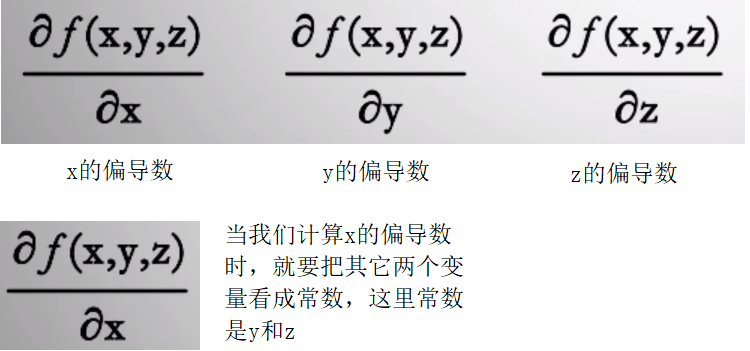 ∂f(x,y,z) ∂f(x,y,z) ∂f(x,y,z)
∂x ∂y ∂z
x的偏导数 y的偏导数 z的偏导数
∂f(x,y,z)
∂x
当我们计算x的偏导数
时，就要把其它两个变
量看成常数，这里常数
是y和z